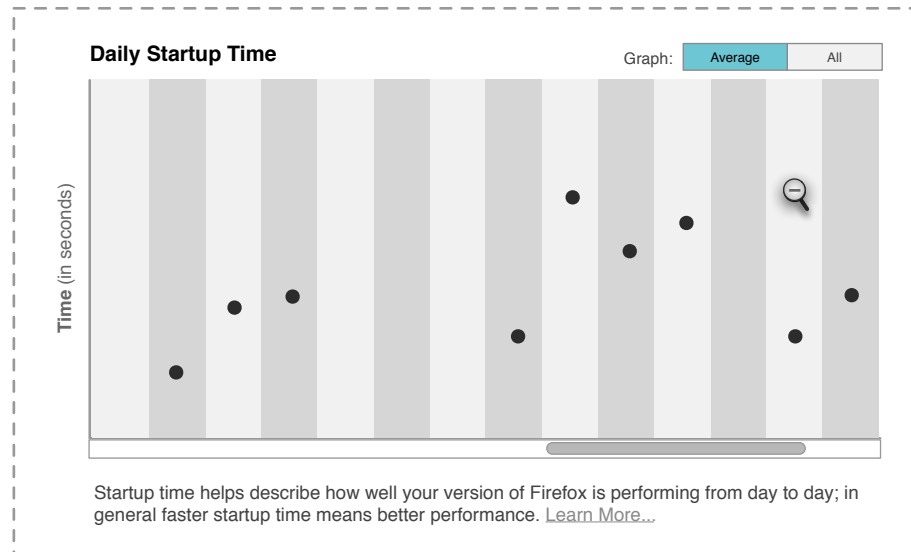 Daily Startup Time
Graph: Average All
Time (in seconds)
Startup time helps describe how well your version of Firefox is performing from day to day; in
general faster startup time means better performance. Learn More...